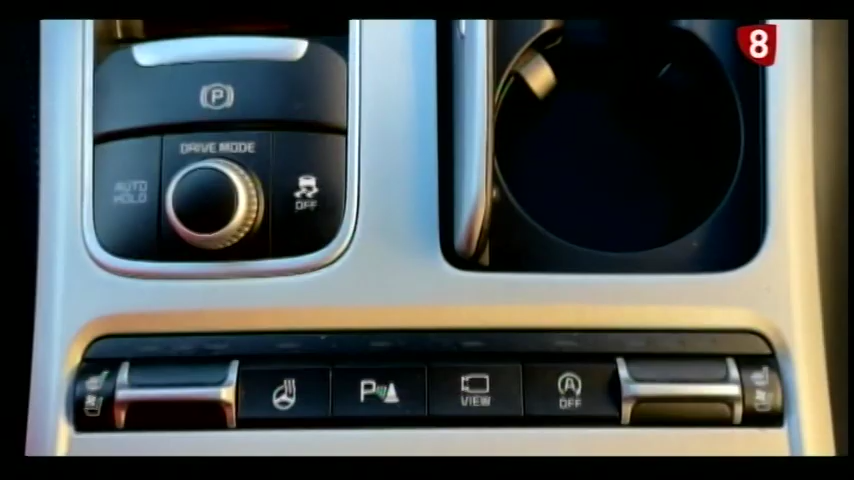 8
P
DRIVE MODE
AUTO
HOLD
OFF
P
VIEW
A
OFF